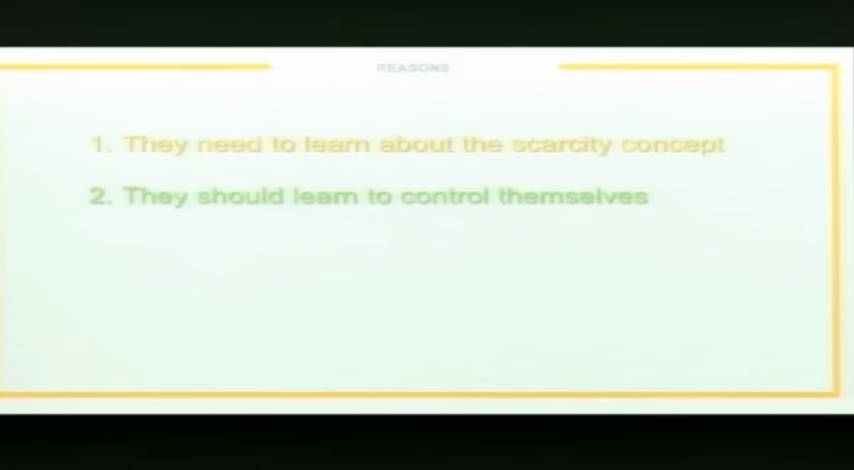 REASONS
1. They need to learn about the scarcity concept
2. They should learn to control themselves